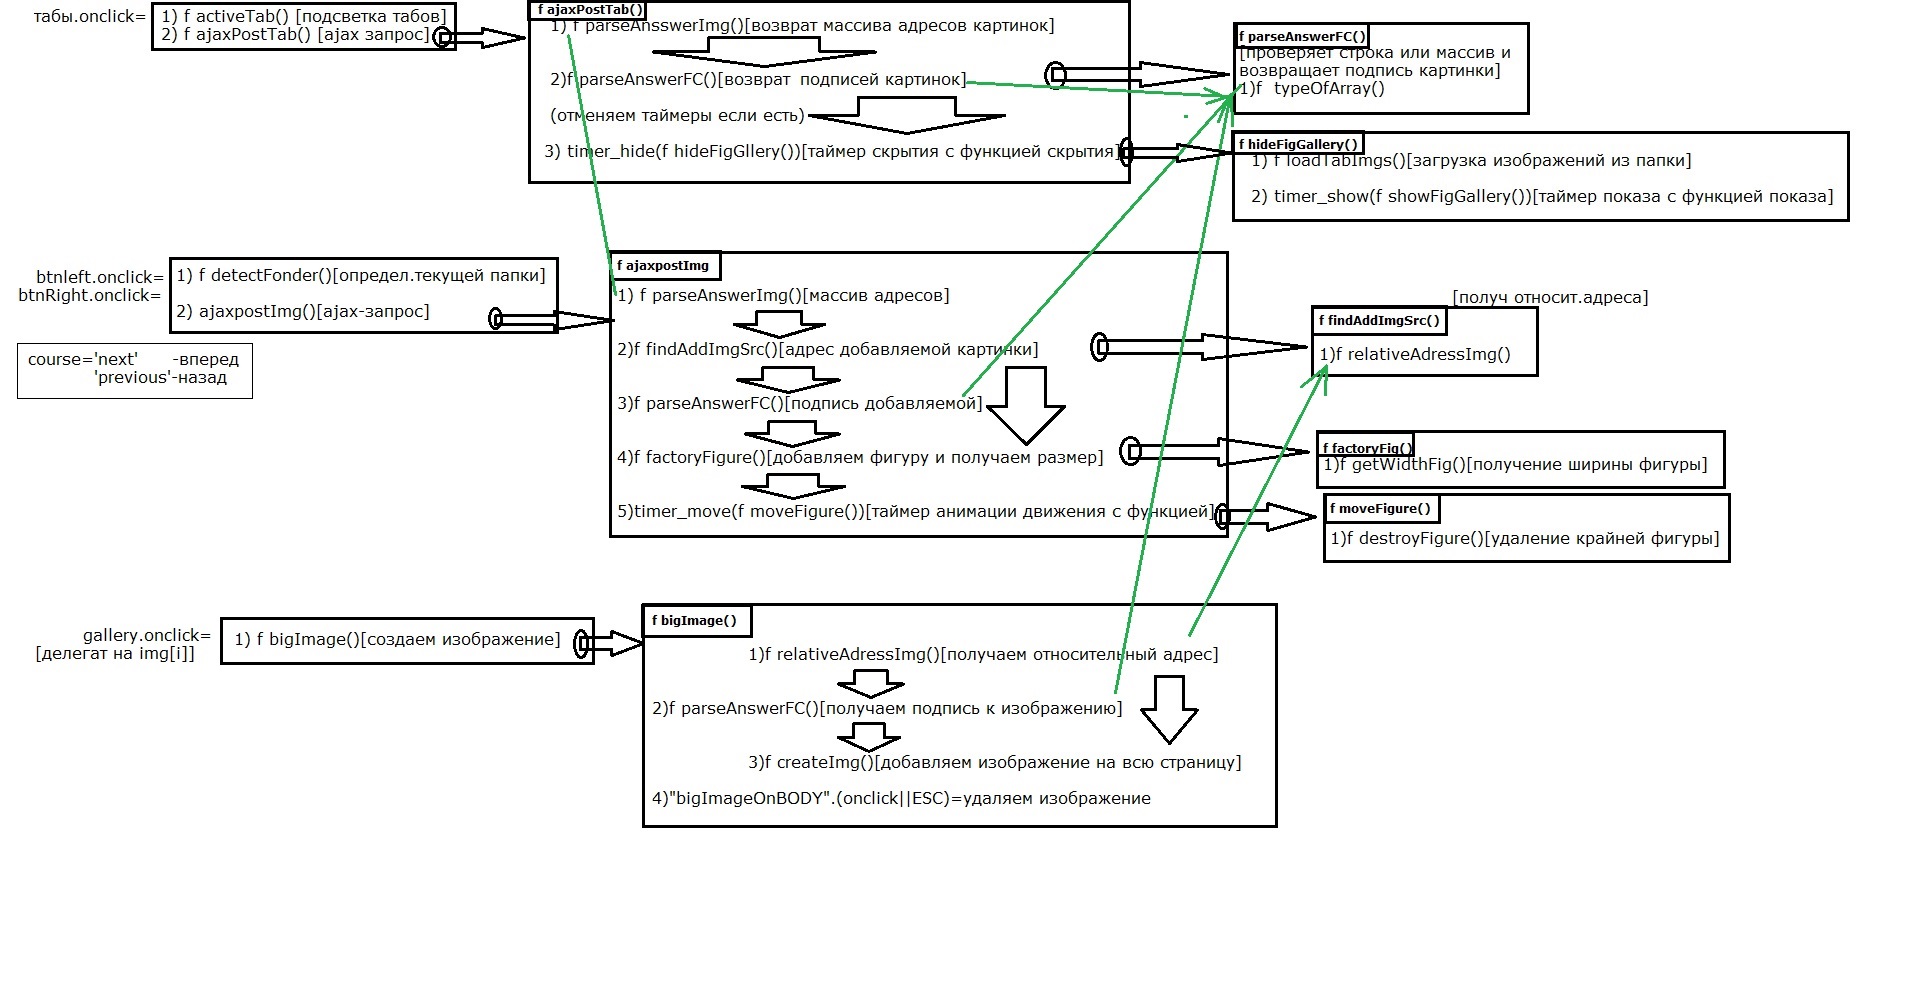 табы.onclick=
1) f activeTab() [подсветка табов]
2) f ajaxPostTab() [ajax запрос]
f ajaxPostTab()
1) f parseAnsswerImg()[возврат массива адресов картинок]
2)f parseAnswerFC()[возврат подписей картинок]
(отменяем таймеры если есть)
3) timer_hide(f hideFigGllery())[таймер скрытия с функцией скрытия]
f parseAnswerFC()
[проверяет строка или массив и
возвращает подпись картинки]
1)f typeOfArray()
f hideFigGallery()
1) f loadTabImgs()[загрузка изображений из папки]
2) timer_show(f showFigGallery())[таймер показа с функцией показа]
btnleft.onclick=
btnRight.onclick=
1) f detectFonder()[определ.текущей папки]
2) ajaxpostImg()[ajax-запрос]
course='next' -вперед
'previous'-назад
f ajaxpostImg
1) f parseAnswerImg()[массив адресов]
2)f findAddImgSrc()[адрес добавляемой картинки]
3)f parseAnswerFC()[подпись добавляемой]
4)f factoryFigure()[добавляем фигуру и получаем размер]
5)timer_move(f moveFigure())[таймер анимации движения с функцией]
[получ относит.адреса]
f findAddImgSrc()
1)f relativeAdressImg()
f factoryFig()
1)f getWidthFig()[получение ширины фигуры]
f moveFigure()
1)f destroyFigure()[удаление крайней фигуры]
gallery.onclick=
[делегат на img[i]]
1) f bigImage()[создаем изображение]
f bigImage()
1)f relativeAdressImg()[получаем относительный адрес]
2)f parseAnswerFC()[получаем подпись к изображению]
3)f createImg()[добавляем изображение на всю страницу]
4)"bigImageOnBODY".(onclick||ESC)=удаляем изображение